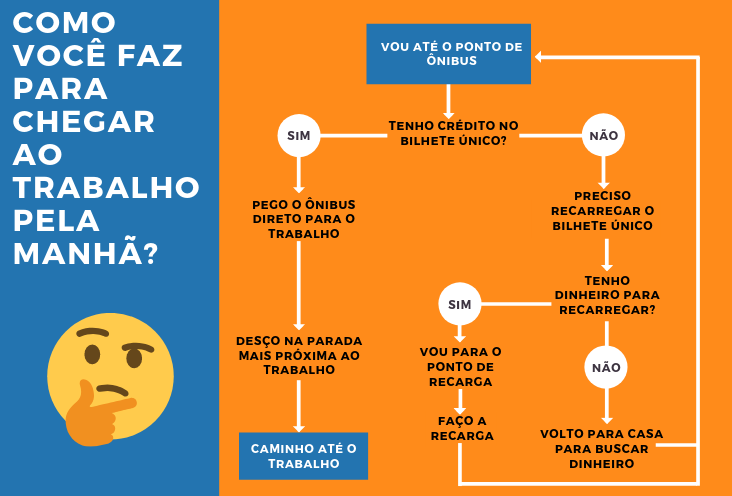 COMO
VOCÊ FAZ
PARA
CHEGAR
AO
TRABALHO
PELA
MANHÃ?
VOU ATÉ O PONTO DE
ÔNIBUS
TENHO CRÉDITO NO
BILHETE ÚNICO?
SIM
NÃO
PEGO O ÔNIBUS
DIRETO PARA O
TRABALHO
PRECISO
RECARREGAR O
BILHETE ÚNICO
TENHO
DINHEIRO PARA
RECARREGAR?
SIM
NÃO
DESÇO NA PARADA
MAIS PRÓXIMA AO
TRABALHO
VOU PARA O
PONTO DE
RECARGA
FAÇO A
RECARGA
VOLTO PARA CASA
PARA BUSCAR
DINHEIRO
CAMINHO ATÉ O
TRABALHO